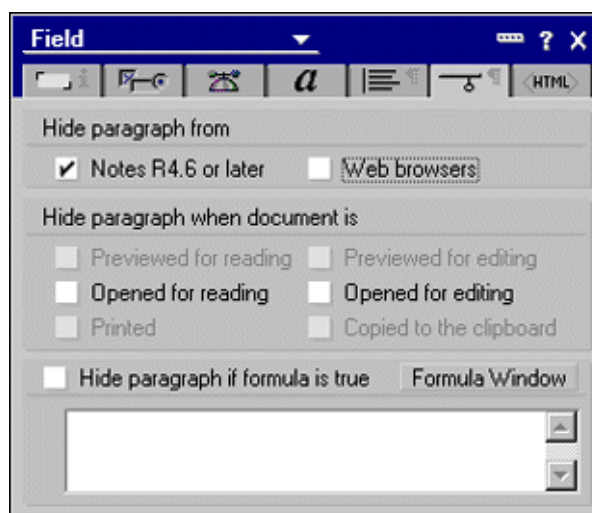 Field ?
a HTML
Hide paragraph from
Notes R4.6 or later Web browsers
Hide paragraph when document is
Previewed for reading Previewed for editing
Opened for reading Opened for editing
Printed Copied to the clipboard
Hide paragraph if formula is true Formula Window